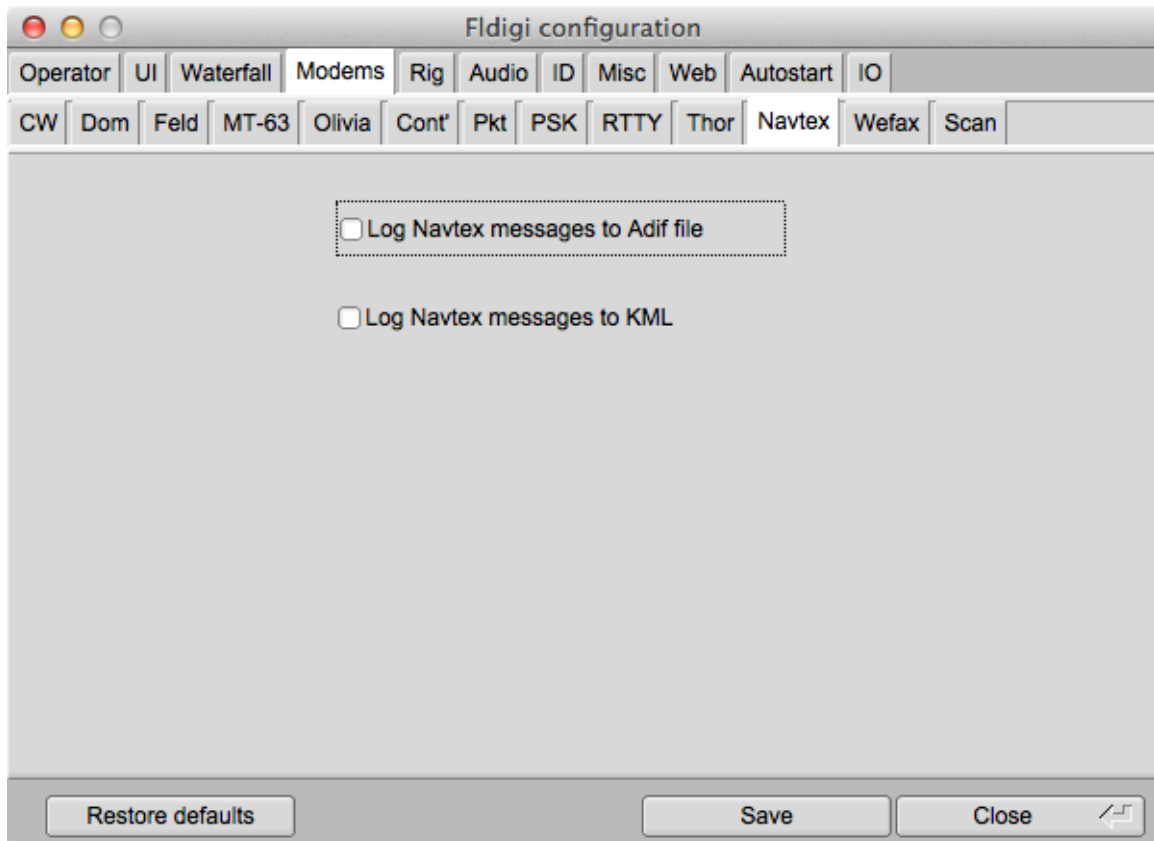 Fldigi configuration
Operator UI Waterfall Modems Rig Audio ID Misc Web Autostart IO
CW Dom Feld MT-63 Olivia Cont' Pkt PSK RTTY Thor Navtex Wefax Scan
Log Navtex messages to Adif file
Log Navtex messages to KML
Restore defaults Save Close